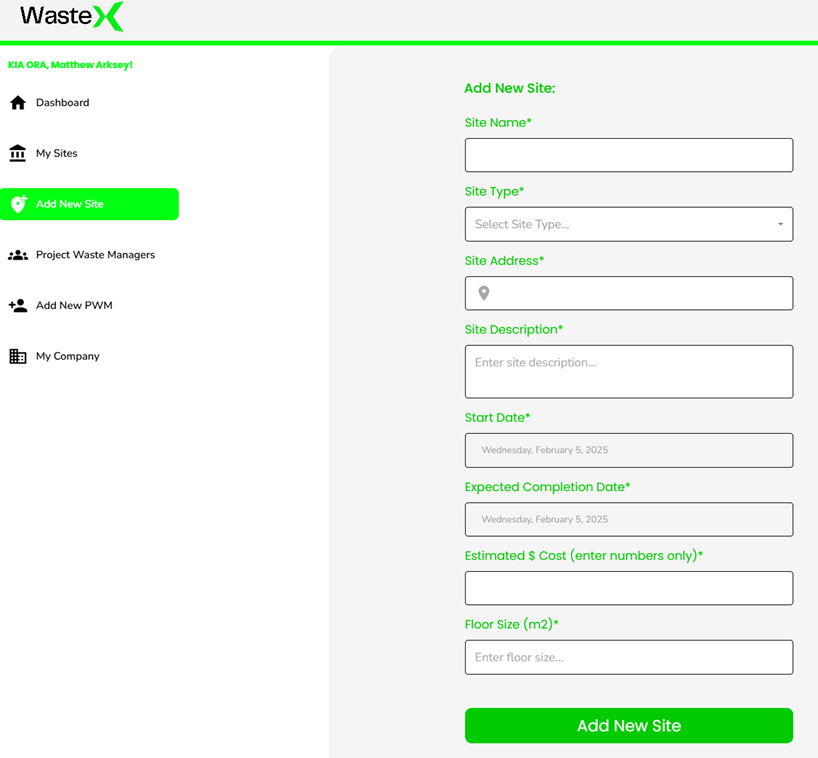 WasteX
KIA ORA, Matthew Arksey!
Dashboard
My Sites
Add New Site
Project Waste Managers
Add New PWM
My Company
Add New Site:
Site Name*
Site Type*
Select Site Type...
Site Address*
Site Description*
Enter site description...
Start Date*
Wednesday, February 5, 2025
Expected Completion Date*
Wednesday, February 5, 2025
Estimated $ Cost (enter numbers only)*
Floor Size (m2)*
Enter floor size...
Add New Site